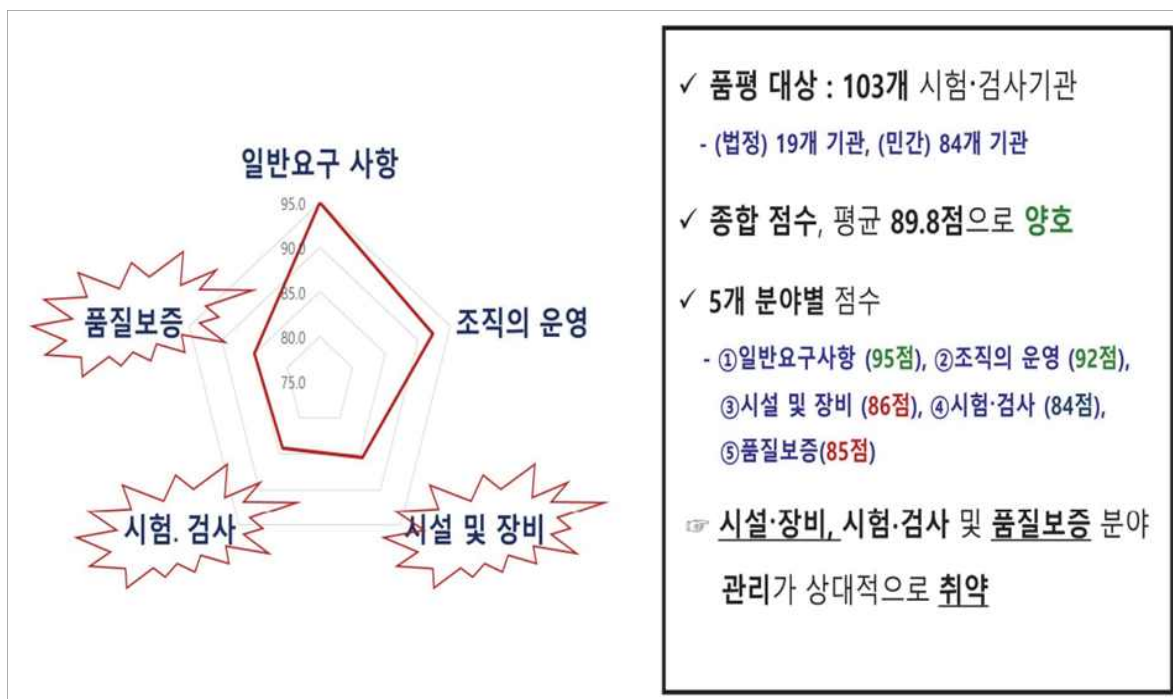 일반요구 사항
95.0
90.0
85.0
80.0
75.0
품질보증
조직의 운영
시험. 검사
시설 및 장비
✓ 품평 대상 : 103개 시험·검사기관
- (법정) 19개 기관, (민간) 84개 기관
✓ 종합 점수, 평균 89.8점으로 양호
✓ 5개 분야별 점수
- ①일반요구사항 (95점), ②조직의 운영 (92점),
③시설 및 장비 (86점), ④시험·검사 (84점),
⑤품질보증(85점)
☞ 시설·장비, 시험·검사 및 품질보증 분야
관리가 상대적으로 취약